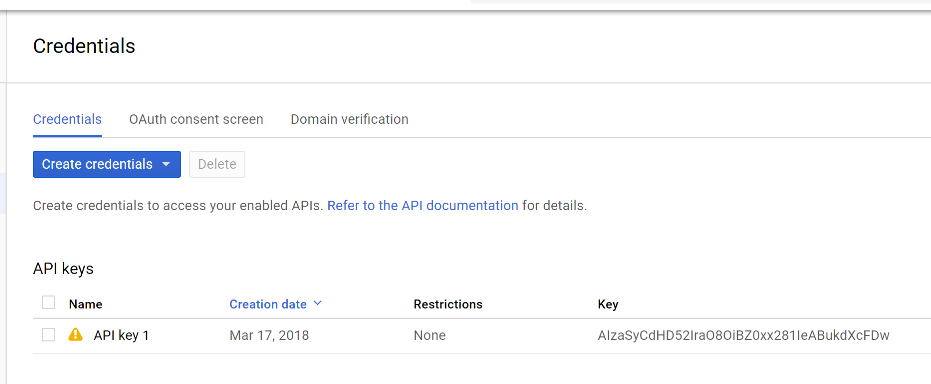 Credentials
Credentials OAuth consent screen Domain verification
Create credentials Delete
Create credentials to access your enabled APIs. Refer to the API documentation for details.
API keys
Name Creation date Restrictions Key
API key 1 Mar 17, 2018 None AIzaSyCdHD52IraO8OiBZ0xx281IeABukdXcFDw